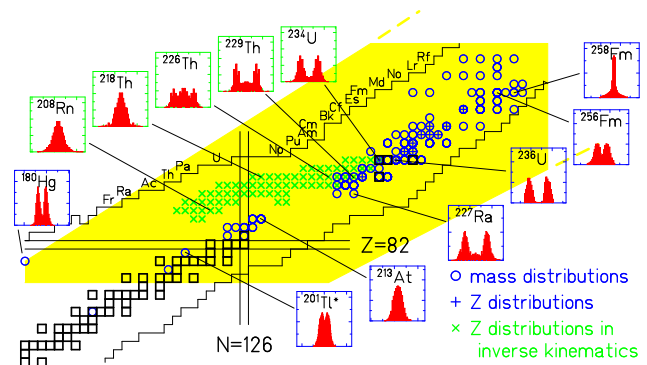 ²³⁴U
²²⁹Th
²²⁶Th
²¹⁸Th
²⁰⁸Rn
¹⁸⁰Hg
²⁵⁸Fm
²⁵⁶Fm
²³⁶U
²²⁷Ra
²¹³At
²⁰¹Tl*
Rf
Lr
No
Md
Fm
Es
Cf
Bk
Cm
Am
Pu
Np
U
Pa
Th
Ac
Ra
Fr
Z=82
N=126
mass distributions
Z distributions
Z distributions in
inverse kinematics